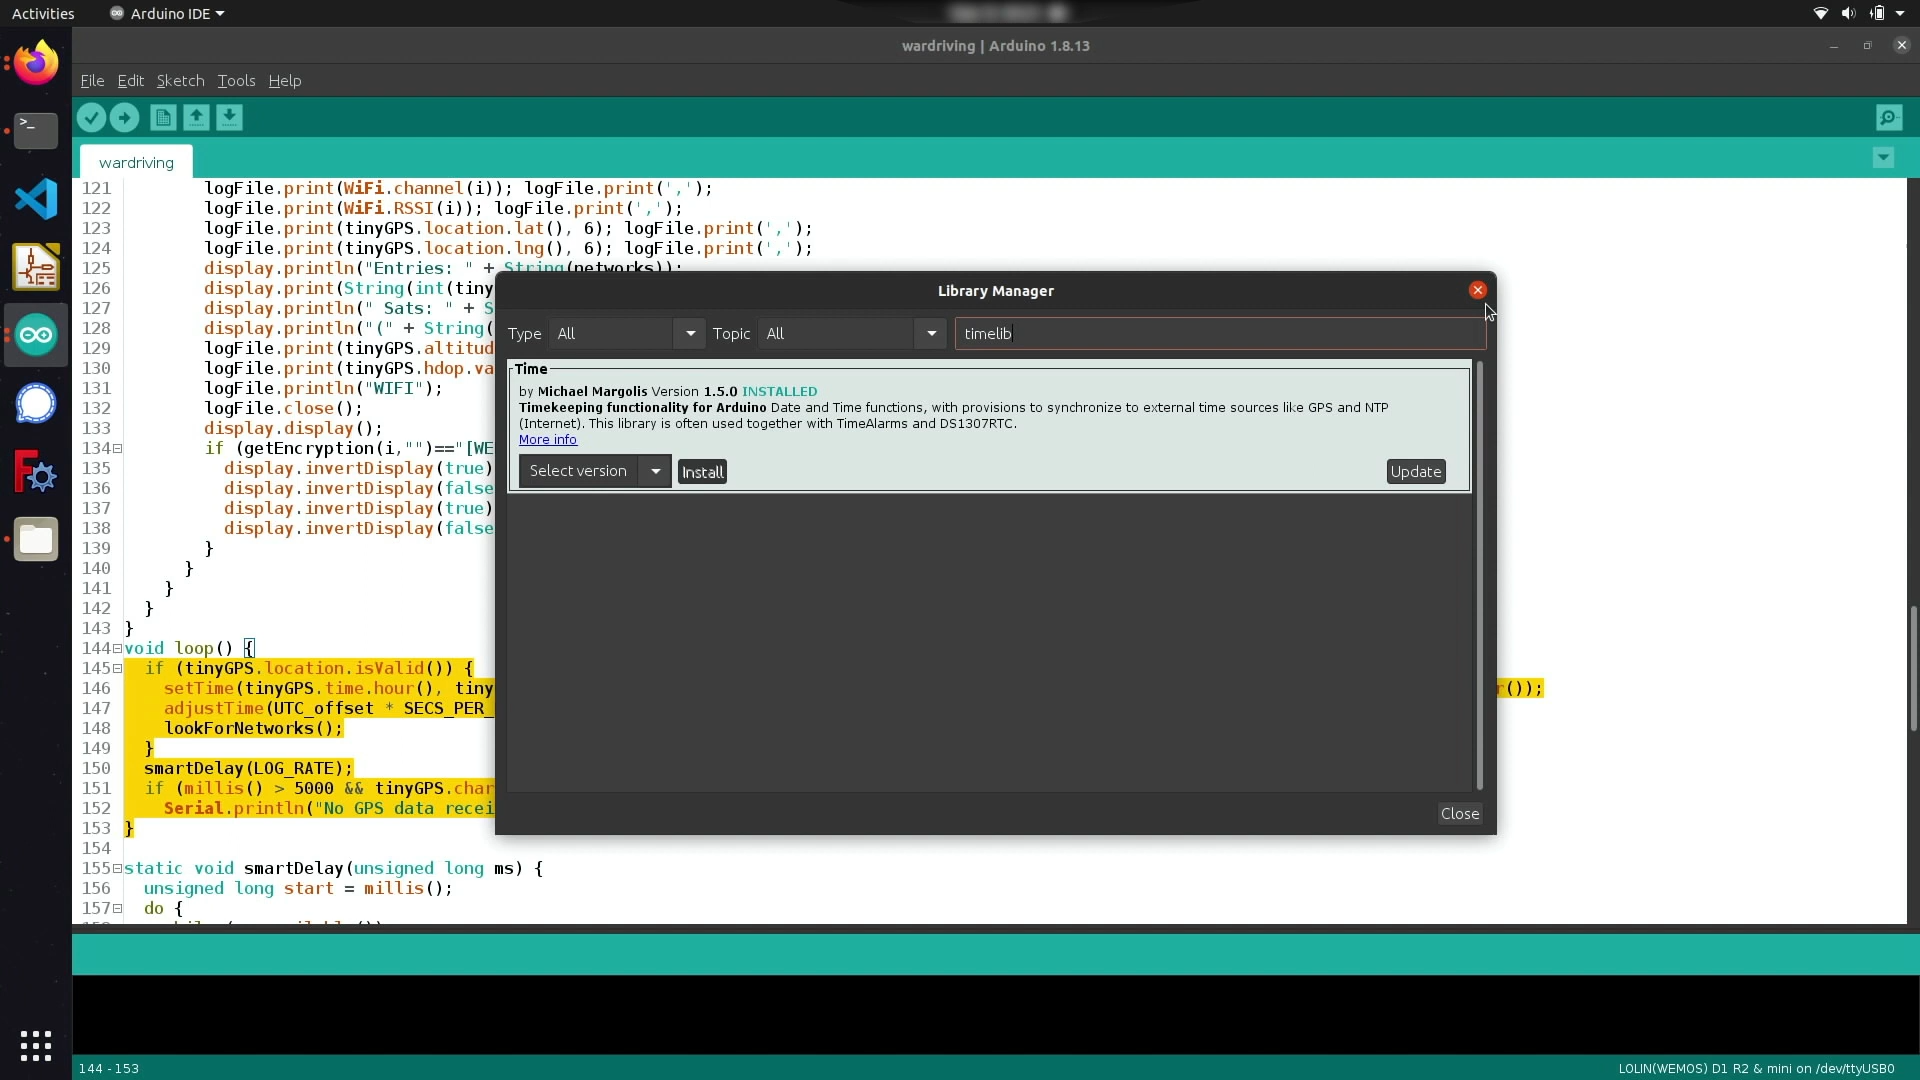 Activities
Arduino IDE
wardriving | Arduino 1.8.13
File Edit Sketch Tools Help
wardriving
121 logFile.print(WiFi.channel(i)); logFile.print(',');
122 logFile.print(WiFi.RSSI(i)); logFile.print(',');
123 logFile.print(tinyGPS.location.lat(), 6); logFile.print(',');
124 logFile.print(tinyGPS.location.lng(), 6); logFile.print(',');
125 display.println("Entries: " + String(networks));
126 display.print(String(int(tiny
127 display.println(" Sats: " + S
128 display.println("(" + String(
129 logFile.print(tinyGPS.altitud
130 logFile.print(tinyGPS.hdop.va
131 logFile.println("WIFI");
132 logFile.close();
133 display.display();
134 if (getEncryption(i,"")=="[WE
135 display.invertDisplay(true)
136 display.invertDisplay(false
137 display.invertDisplay(true)
138 display.invertDisplay(false
139 }
140 }
141 }
142 }
143 }
144 void loop() {
145 if (tinyGPS.location.isValid()) {
146 setTime(tinyGPS.time.hour(), tiny r());
147 adjustTime(UTC_offset * SECS_PER_
148 lookForNetworks();
149 }
150 smartDelay(LOG_RATE);
151 if (millis() > 5000 && tinyGPS.char
152 Serial.println("No GPS data recei
153 }
154
155 static void smartDelay(unsigned long ms) {
156 unsigned long start = millis();
157 do {
Library Manager
Type All Topic All timelib
Time
by Michael Margolis Version 1.5.0 INSTALLED
Timekeeping functionality for Arduino Date and Time functions, with provisions to synchronize to external time sources like GPS and NTP
(Internet). This library is often used together with TimeAlarms and DS1307RTC.
More info
Select version Install Update
Close
144 - 153
LOLIN(WEMOS) D1 R2 & mini on /dev/ttyUSB0